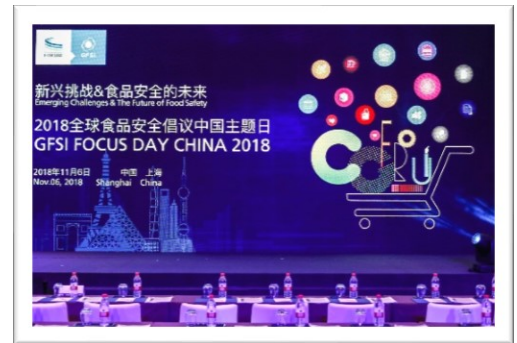 GFSI
新兴挑战&食品安全的未来
Emerging Challenges & The Future of Food Safety
2018全球食品安全倡议中国主题日
GFSI FOCUS DAY CHINA 2018
2018年11月6日 中国 上海
Nov.06, 2018 Shanghai China